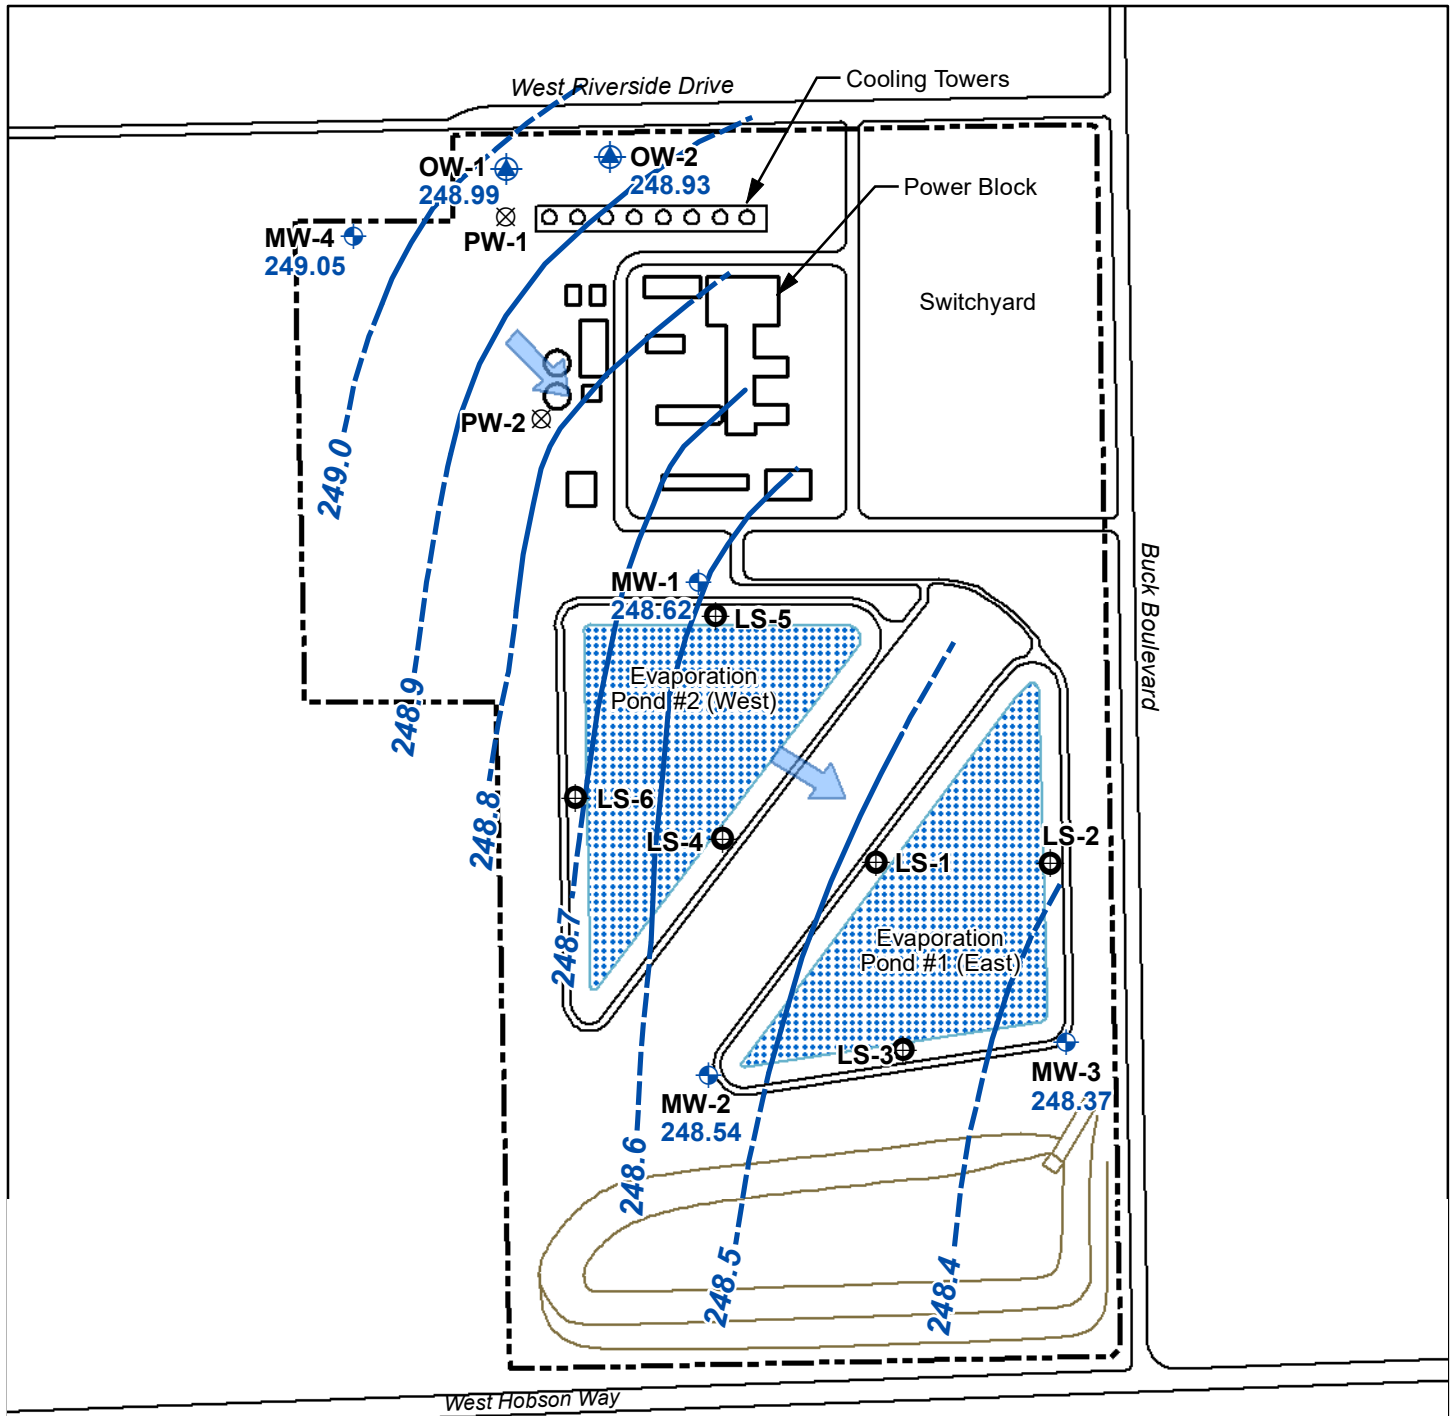 West Riverside Drive
Cooling Towers
OW-1
248.99
OW-2
248.93
Power Block
PW-1
MW-4
249.05
Switchyard
PW-2
249.0
MW-1
248.62
LS-5
Buck Boulevard
Evaporation
Pond #2 (West)
248.9
LS-6
248.8
LS-4
LS-1
LS-2
248.7
Evaporation
Pond #1 (East)
LS-3
MW-3
248.37
MW-2
248.54
248.6
248.5
248.4
West Hobson Way